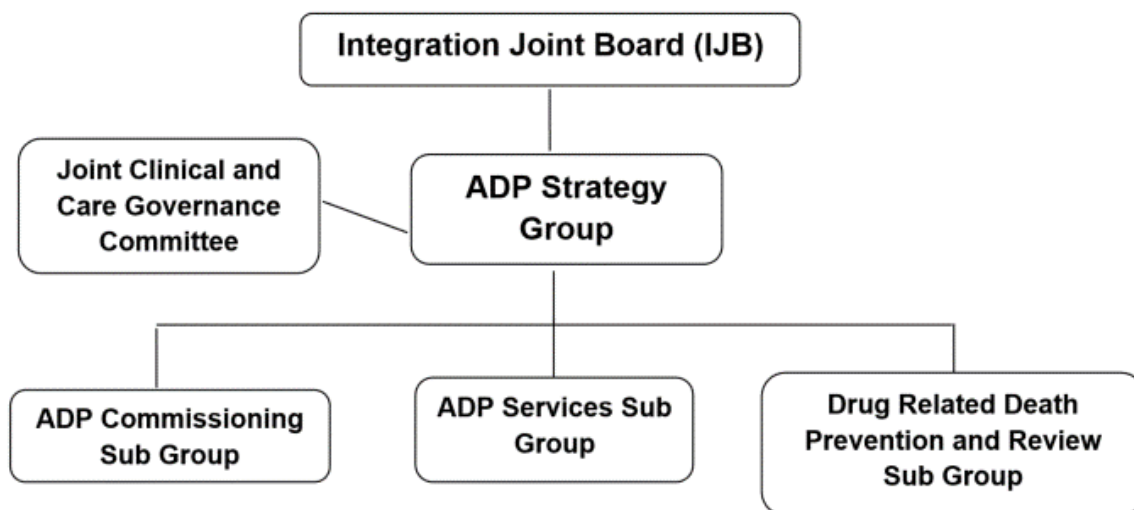 Integration Joint Board (IJB)
Joint Clinical and
Care Governance
Committee
ADP Strategy
Group
ADP Commissioning
Sub Group
ADP Services Sub
Group
Drug Related Death
Prevention and Review
Sub Group